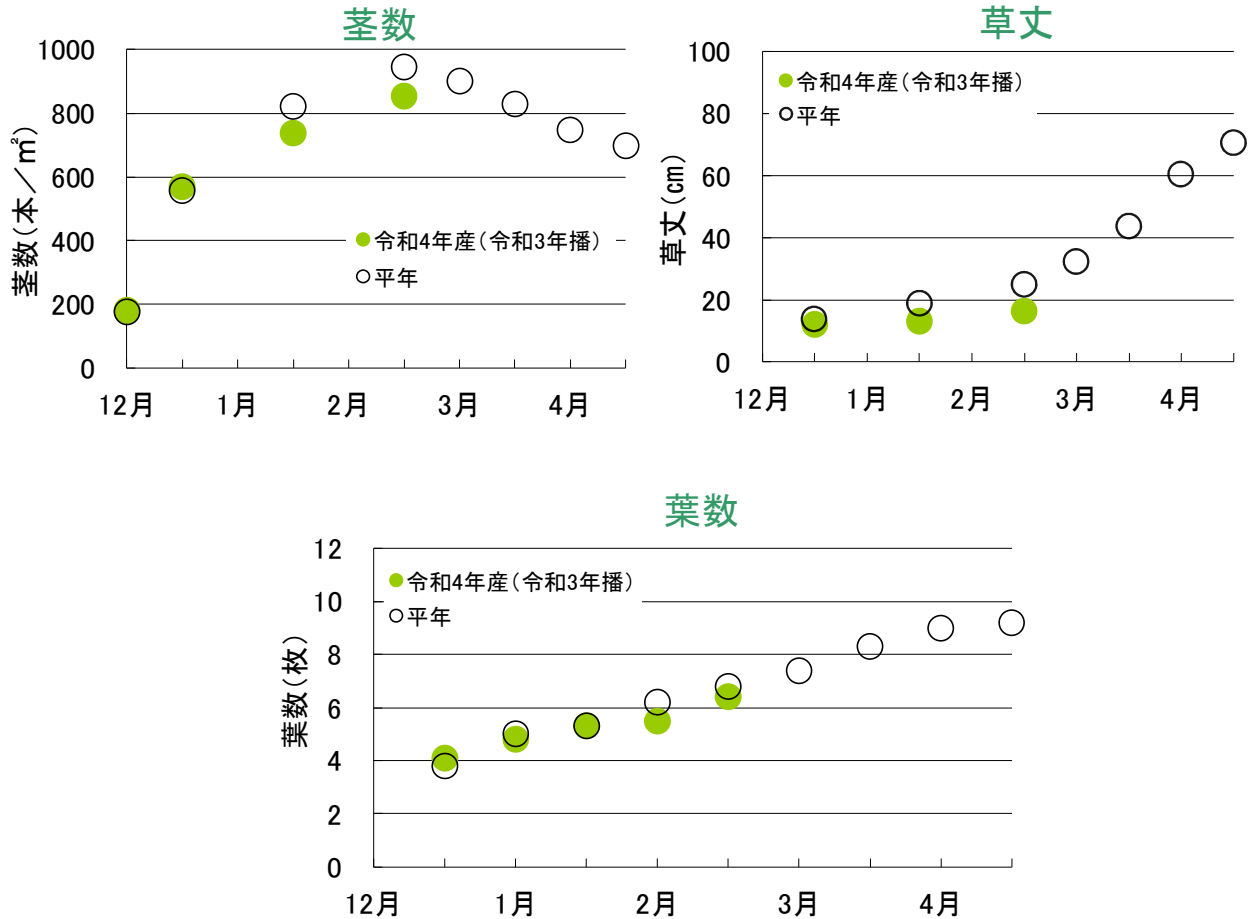 茎数
1000
800
600
400
200
0
茎数(本/㎡)
●令和4年産(令和3年播)
○平年
12月 1月 2月 3月 4月
草丈
100
80
60
40
20
0
草丈(cm)
●令和4年産(令和3年播)
○平年
12月 1月 2月 3月 4月
葉数
12
10
8
6
4
2
0
葉数(枚)
●令和4年産(令和3年播)
○平年
12月 1月 2月 3月 4月